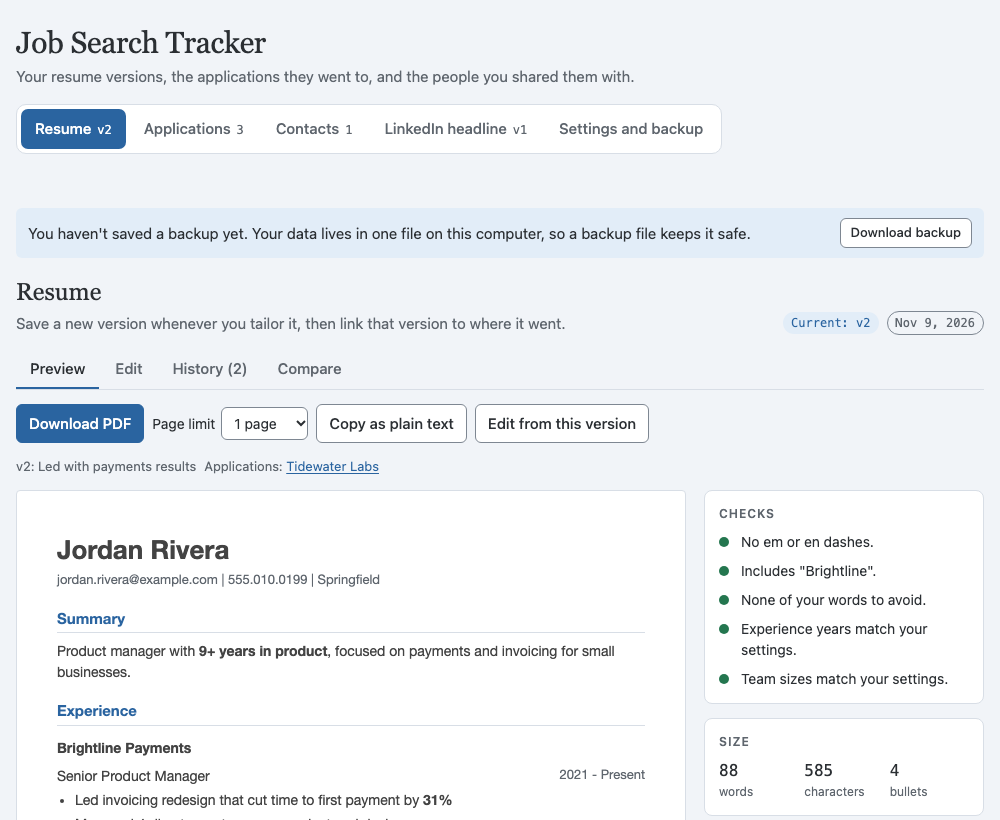 Job Search Tracker
Your resume versions, the applications they went to, and the people you shared them with.
Resume v2
Applications 3
Contacts 1
LinkedIn headline v1
Settings and backup
You haven't saved a backup yet. Your data lives in one file on this computer, so a backup file keeps it safe.
Download backup
Resume
Save a new version whenever you tailor it, then link that version to where it went.
Current: v2
Nov 9, 2026
Preview
Edit
History (2)
Compare
Download PDF
Page limit
1 page
Copy as plain text
Edit from this version
v2: Led with payments results Applications: Tidewater Labs
Jordan Rivera
jordan.rivera@example.com | 555.010.0199 | Springfield
Summary
Product manager with 9+ years in product, focused on payments and invoicing for small
businesses.
Experience
Brightline Payments
Senior Product Manager
2021 - Present
• Led invoicing redesign that cut time to first payment by 31%
CHECKS
No em or en dashes.
Includes "Brightline".
None of your words to avoid.
Experience years match your
settings.
Team sizes match your settings.
SIZE
88
words
585
characters
4
bullets